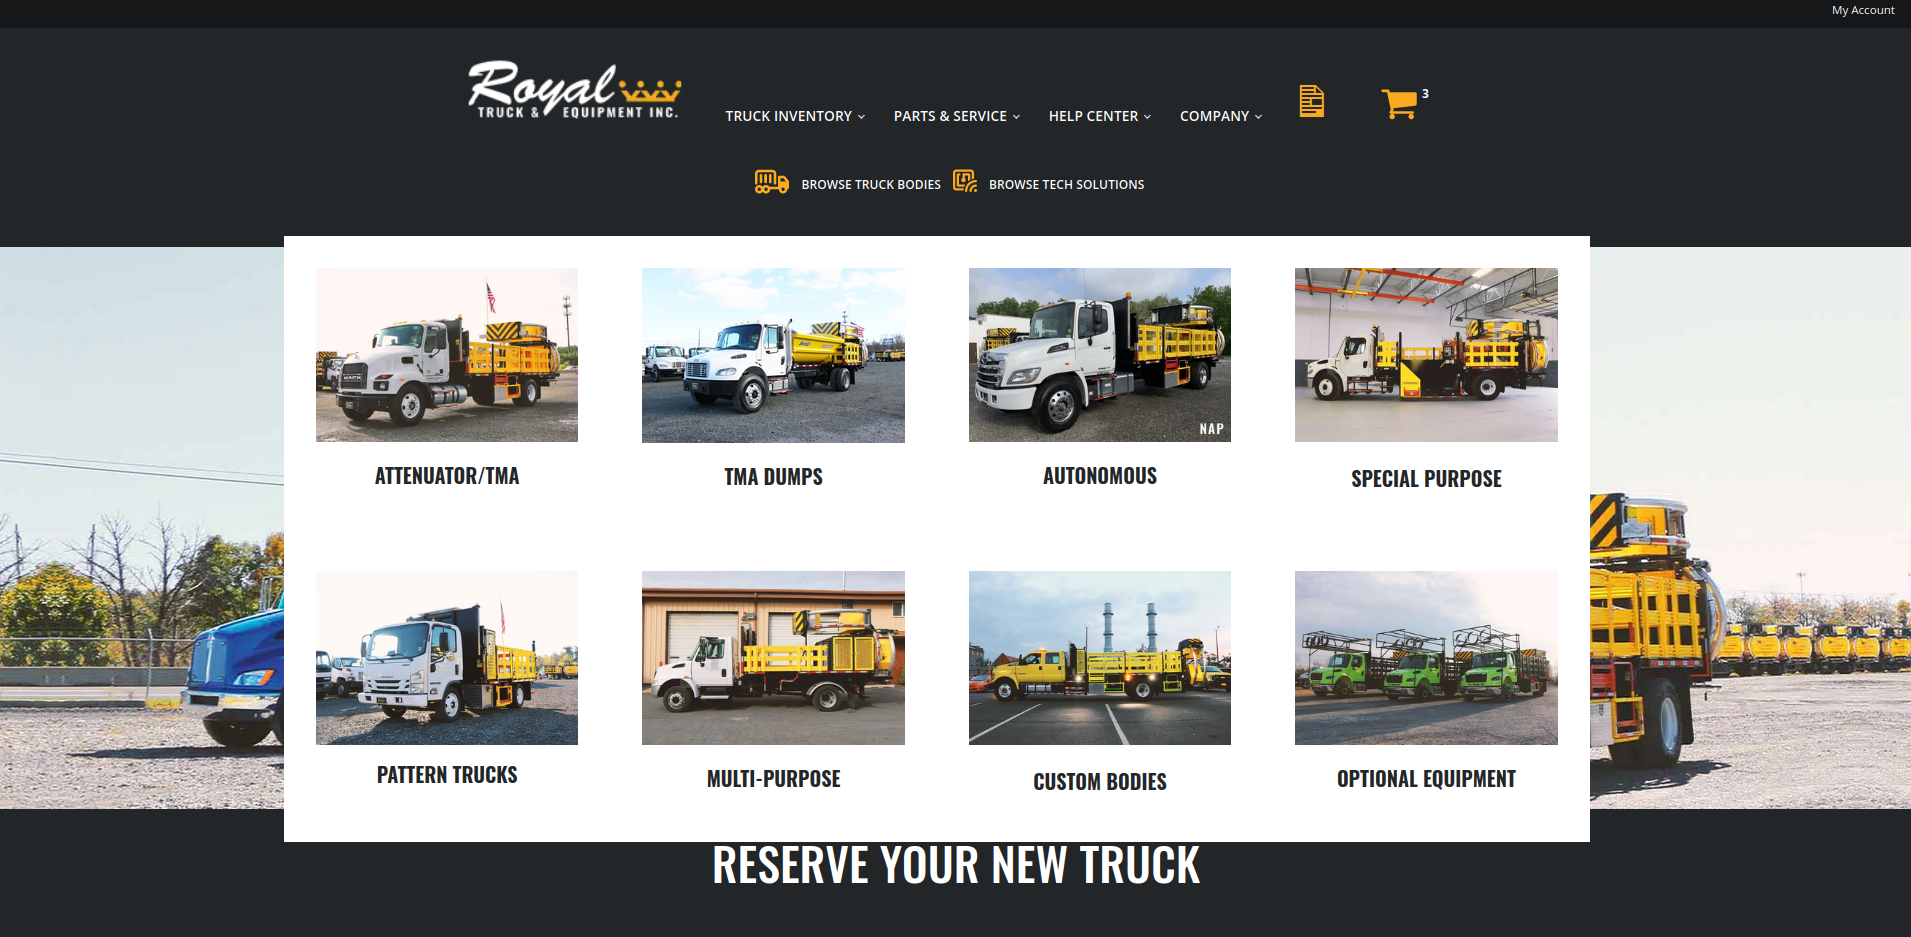 My Account
Royal
TRUCK & EQUIPMENT INC.
TRUCK INVENTORY
PARTS & SERVICE
HELP CENTER
COMPANY
3
BROWSE TRUCK BODIES
BROWSE TECH SOLUTIONS
NAP
ATTENUATOR/TMA
TMA DUMPS
AUTONOMOUS
SPECIAL PURPOSE
PATTERN TRUCKS
MULTI-PURPOSE
CUSTOM BODIES
OPTIONAL EQUIPMENT
RESERVE YOUR NEW TRUCK